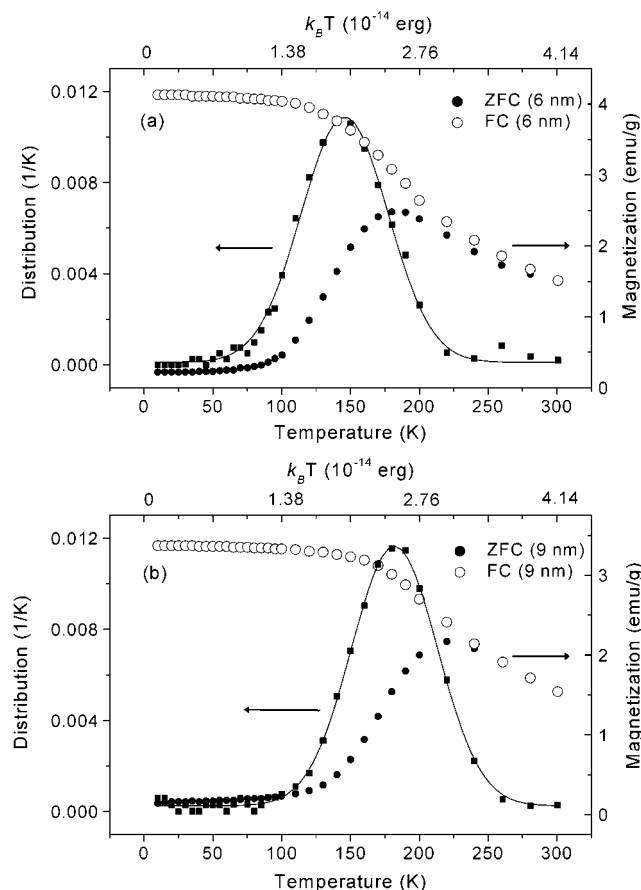 k_B T (10^-14 erg)
0 1.38 2.76 4.14
0.012
0.008
0.004
0.000
Distribution (1/K)
(a)
ZFC (6 nm)
FC (6 nm)
4
3
2
1
0
Magnetization (emu/g)
0 50 100 150 200 250 300
Temperature (K)
k_B T (10^-14 erg)
0 1.38 2.76 4.14
0.012
0.008
0.004
0.000
Distribution (1/K)
(b)
ZFC (9 nm)
FC (9 nm)
3
2
1
0
Magnetization (emu/g)
0 50 100 150 200 250 300
Temperature (K)